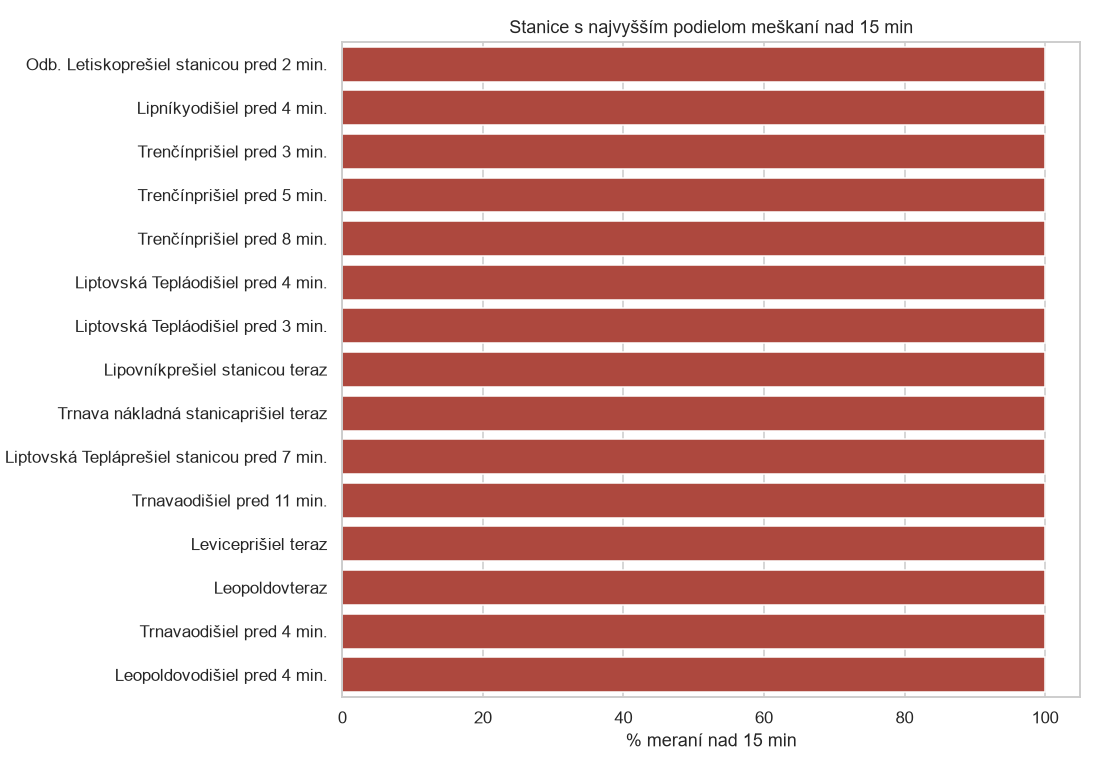 Stanice s najvyšším podielom meškaní nad 15 min
Odb. Letiskoprešiel stanicou pred 2 min.
Lipníkyodišiel pred 4 min.
Trenčínprišiel pred 3 min.
Trenčínprišiel pred 5 min.
Trenčínprišiel pred 8 min.
Liptovská Tepláodišiel pred 4 min.
Liptovská Tepláodišiel pred 3 min.
Lipovníkprešiel stanicou teraz
Trnava nákladná stanicaprišiel teraz
Liptovská Tepláprešiel stanicou pred 7 min.
Trnavaodišiel pred 11 min.
Leviceprišiel teraz
Leopoldovteraz
Trnavaodišiel pred 4 min.
Leopoldovodišiel pred 4 min.
0 20 40 60 80 100
% meraní nad 15 min